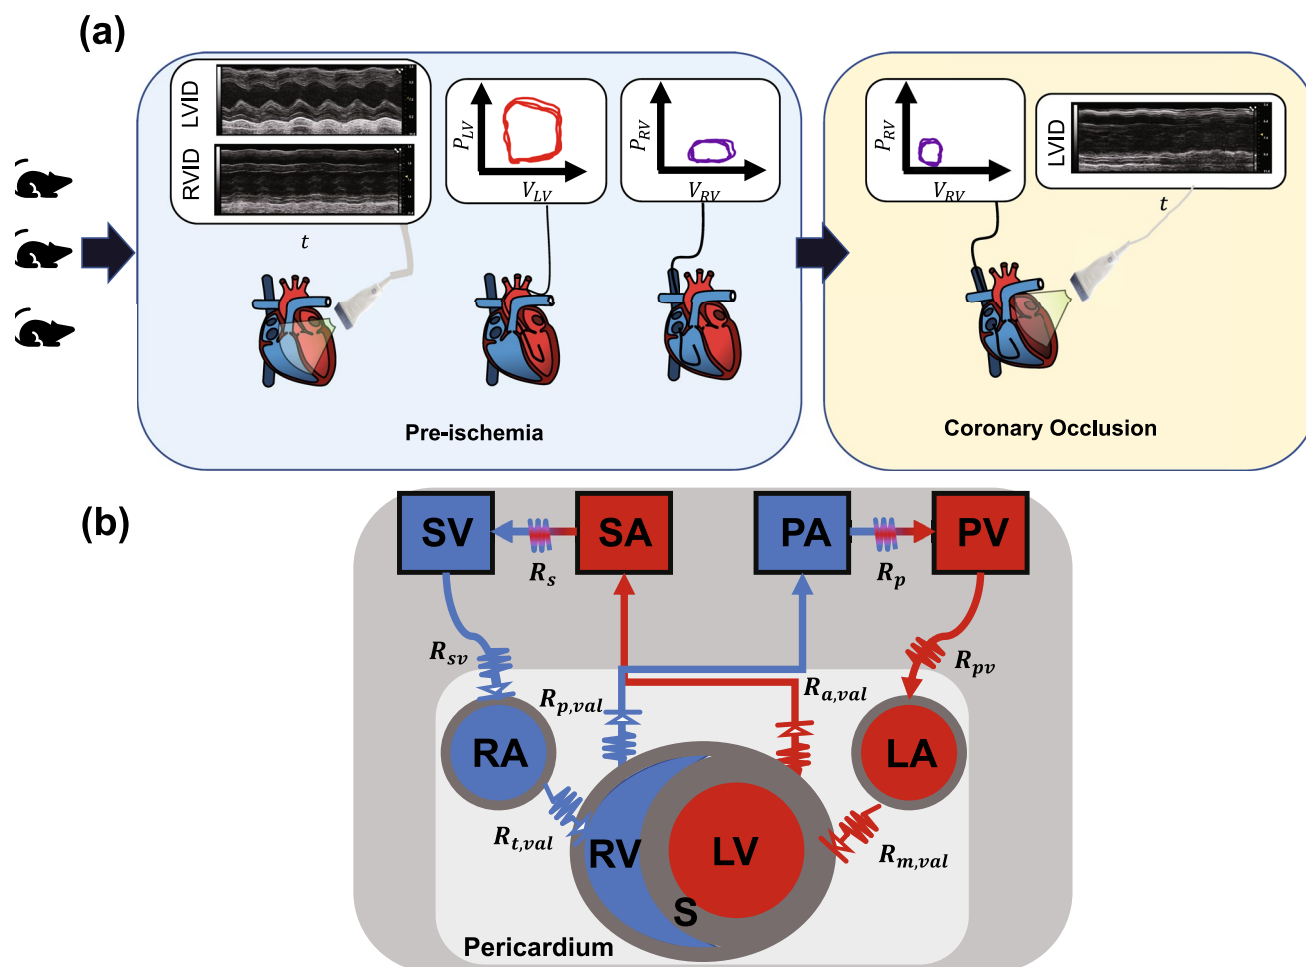 (a)
LVID
RVID
t
P_LV
V_LV
P_RV
V_RV
Pre-ischemia
P_RV
V_RV
LVID
t
Coronary Occlusion
(b)
SV
SA
PA
PV
R_s
R_p
R_sv
R_pv
R_p,val
R_a,val
RA
LA
R_t,val
RV
LV
R_m,val
S
Pericardium